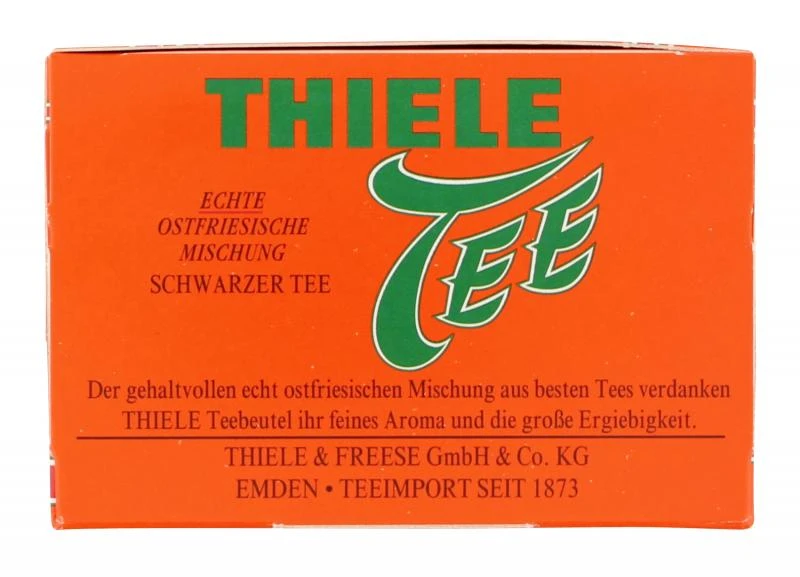 THIELE
TEE
ECHTE
OSTFRIESISCHE
MISCHUNG
SCHWARZER TEE
Der gehaltvollen echt ostfriesischen Mischung aus besten Tees verdanken
THIELE Teebeutel ihr feines Aroma und die große Ergiebigkeit.
THIELE & FREESE GmbH & Co. KG
EMDEN • TEEIMPORT SEIT 1873